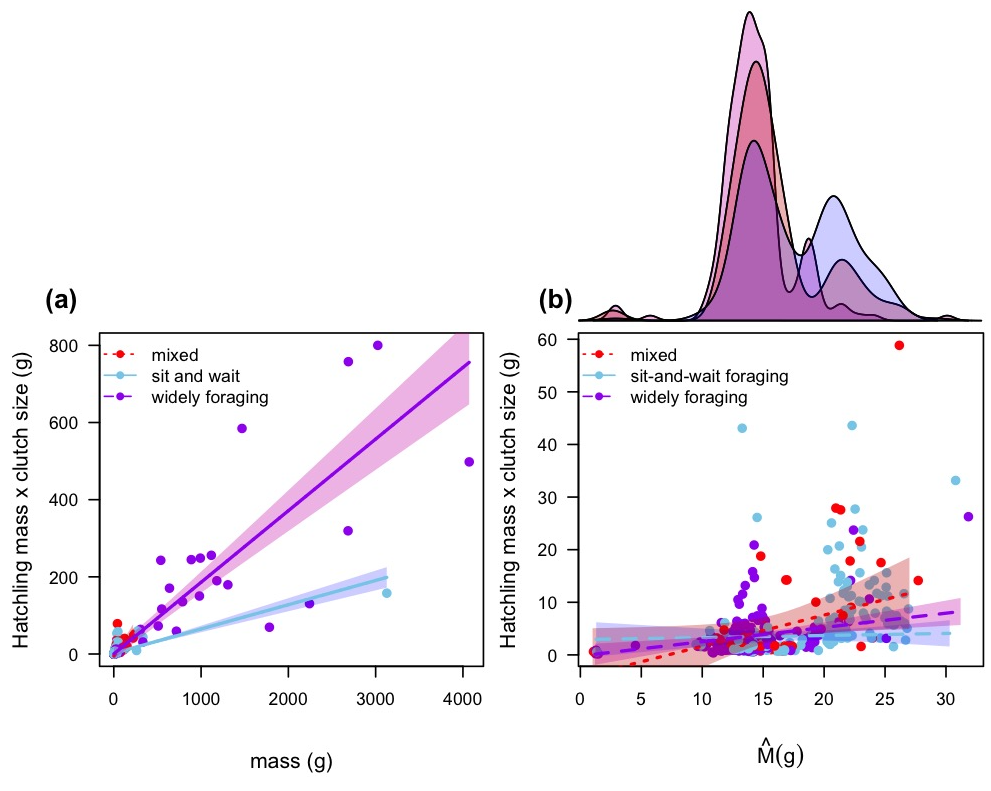 (a)
(b)
Hatchling mass x clutch size (g)
800
600
400
200
0
mixed
sit and wait
widely foraging
0 1000 2000 3000 4000
mass (g)
Hatchling mass x clutch size (g)
60
50
40
30
20
10
0
mixed
sit-and-wait foraging
widely foraging
0 5 10 15 20 25 30
M̂(g)